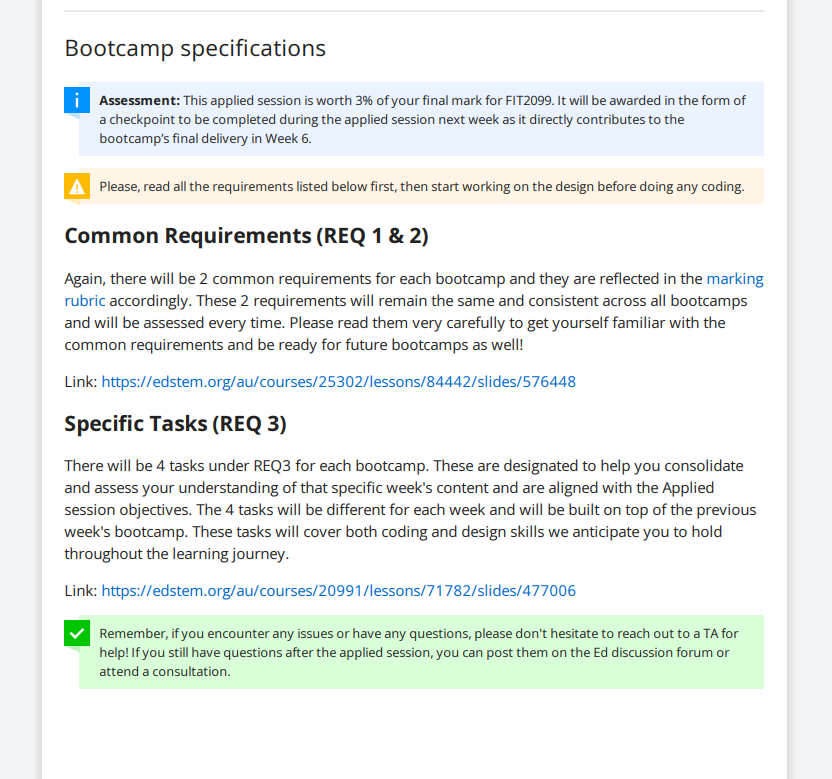 Bootcamp specifications
Assessment: This applied session is worth 3% of your final mark for FIT2099. It will be awarded in the form of
a checkpoint to be completed during the applied session next week as it directly contributes to the
bootcamp’s final delivery in Week 6.
Please, read all the requirements listed below first, then start working on the design before doing any coding.
Common Requirements (REQ 1 & 2)
Again, there will be 2 common requirements for each bootcamp and they are reflected in the marking
rubric accordingly. These 2 requirements will remain the same and consistent across all bootcamps
and will be assessed every time. Please read them very carefully to get yourself familiar with the
common requirements and be ready for future bootcamps as well!
Link: https://edstem.org/au/courses/25302/lessons/84442/slides/576448
Specific Tasks (REQ 3)
There will be 4 tasks under REQ3 for each bootcamp. These are designated to help you consolidate
and assess your understanding of that specific week's content and are aligned with the Applied
session objectives. The 4 tasks will be different for each week and will be built on top of the previous
week's bootcamp. These tasks will cover both coding and design skills we anticipate you to hold
throughout the learning journey.
Link: https://edstem.org/au/courses/20991/lessons/71782/slides/477006
Remember, if you encounter any issues or have any questions, please don't hesitate to reach out to a TA for
help! If you still have questions after the applied session, you can post them on the Ed discussion forum or
attend a consultation.